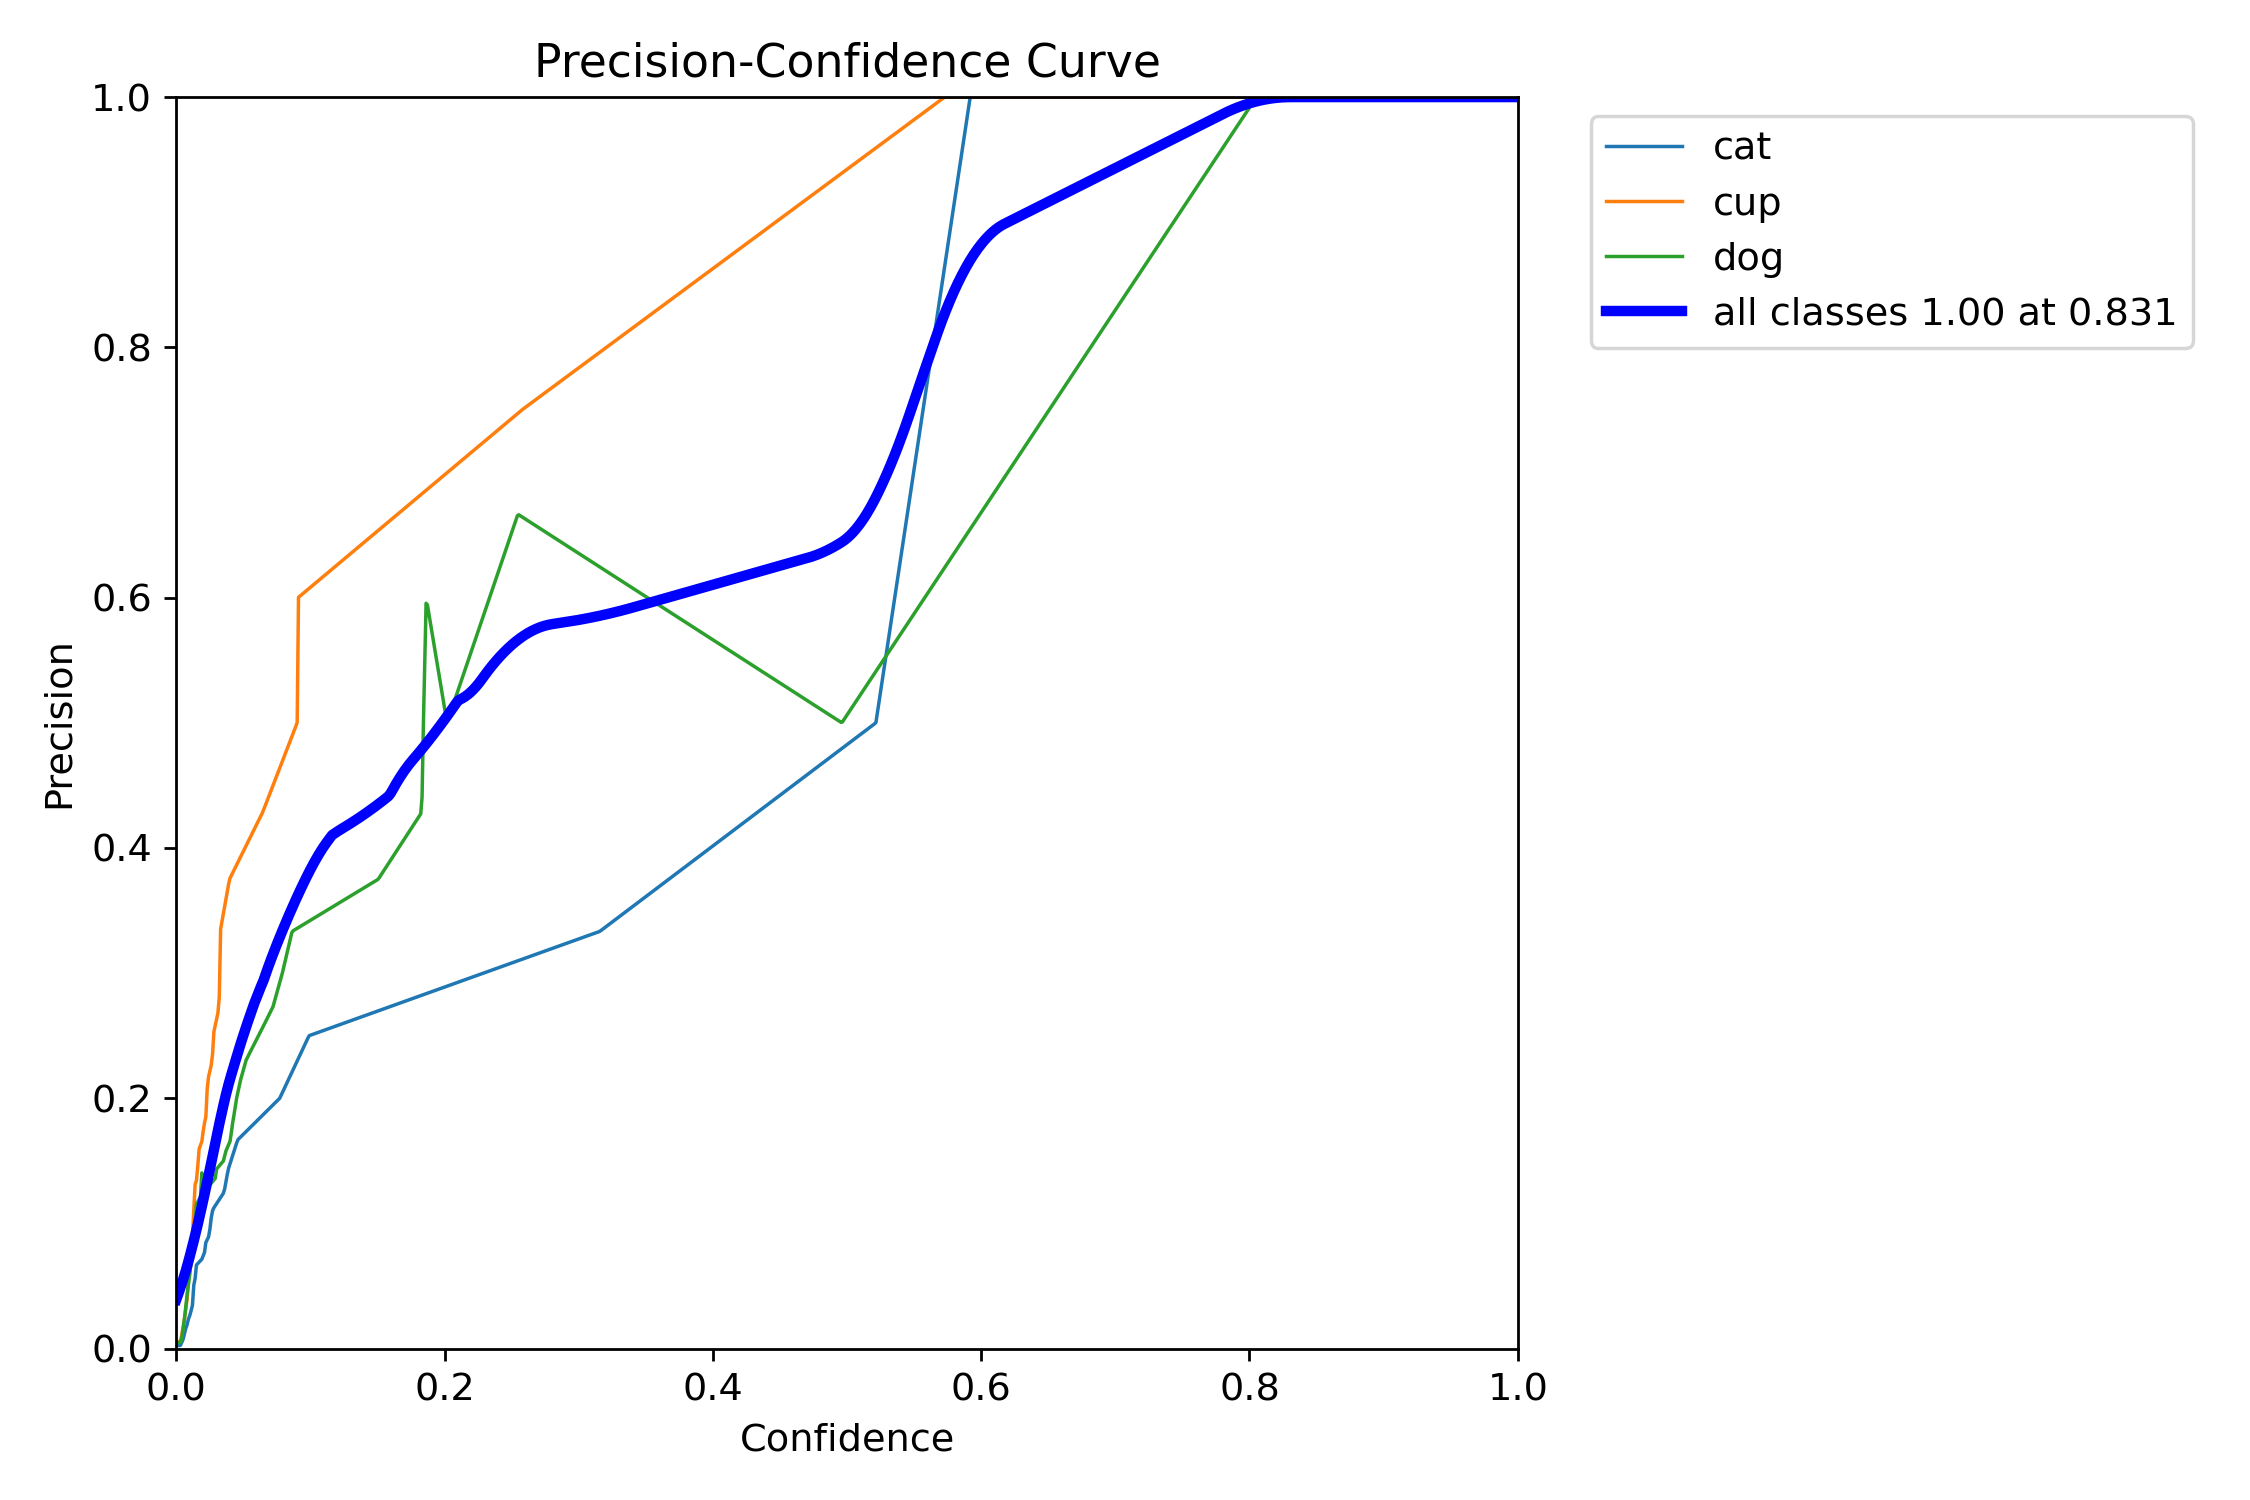 Precision-Confidence Curve
1.0
0.8
0.6
0.4
0.2
0.0
Precision
0.0 0.2 0.4 0.6 0.8 1.0
Confidence
cat
cup
dog
all classes 1.00 at 0.831